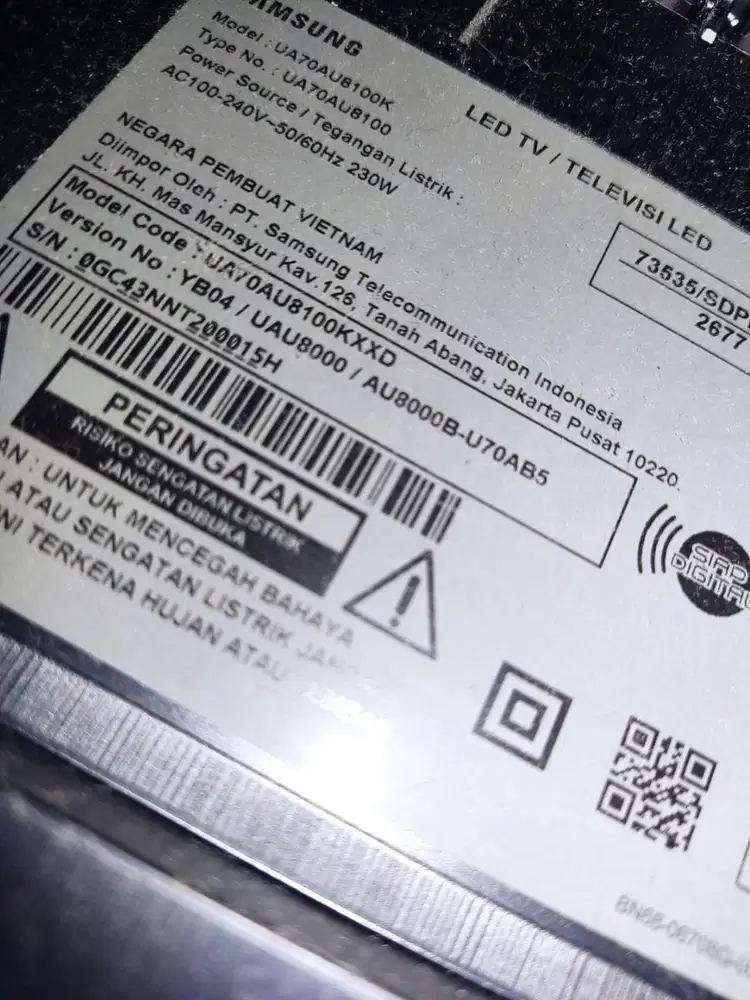 SAMSUNG
Model : UA70AU8100K
Type No. : UA70AU8100
Power Source / Tegangan Listrik :
AC100-240V~50/60Hz 230W
LED TV / TELEVISI LED
73535/SDP
2677
NEGARA PEMBUAT VIETNAM
Diimpor Oleh : PT. Samsung Telecommunication Indonesia
JL. KH. Mas Mansyur Kav.126, Tanah Abang, Jakarta Pusat 10220.
Model Code : UA70AU8100KXXD
Version No : YB04 / UAU8000 / AU8000B-U70AB5
S/N : 0GC43NNT200015H
PERINGATAN
RISIKO SENGATAN LISTRIK
JANGAN DIBUKA
AN : UNTUK MENCEGAH BAHAYA
ATAU SENGATAN LISTRIK JAN
NI TERKENA HUJAN ATAU
SIAP
DIGITAL